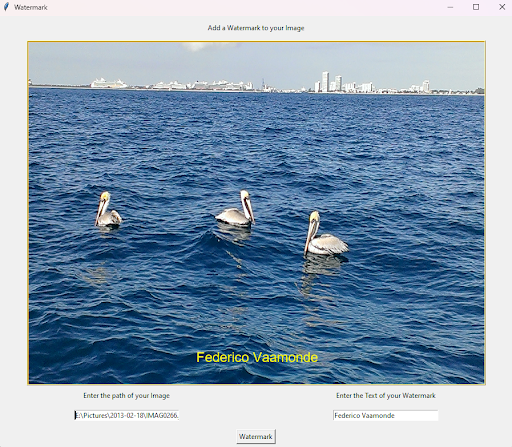 Watermark
Add a Watermark to your Image
Federico Vaamonde
Enter the path of your Image
Enter the Text of your Watermark
E:\Pictures\2013-02-18\IMAG0266.
Federico Vaamonde
Watermark